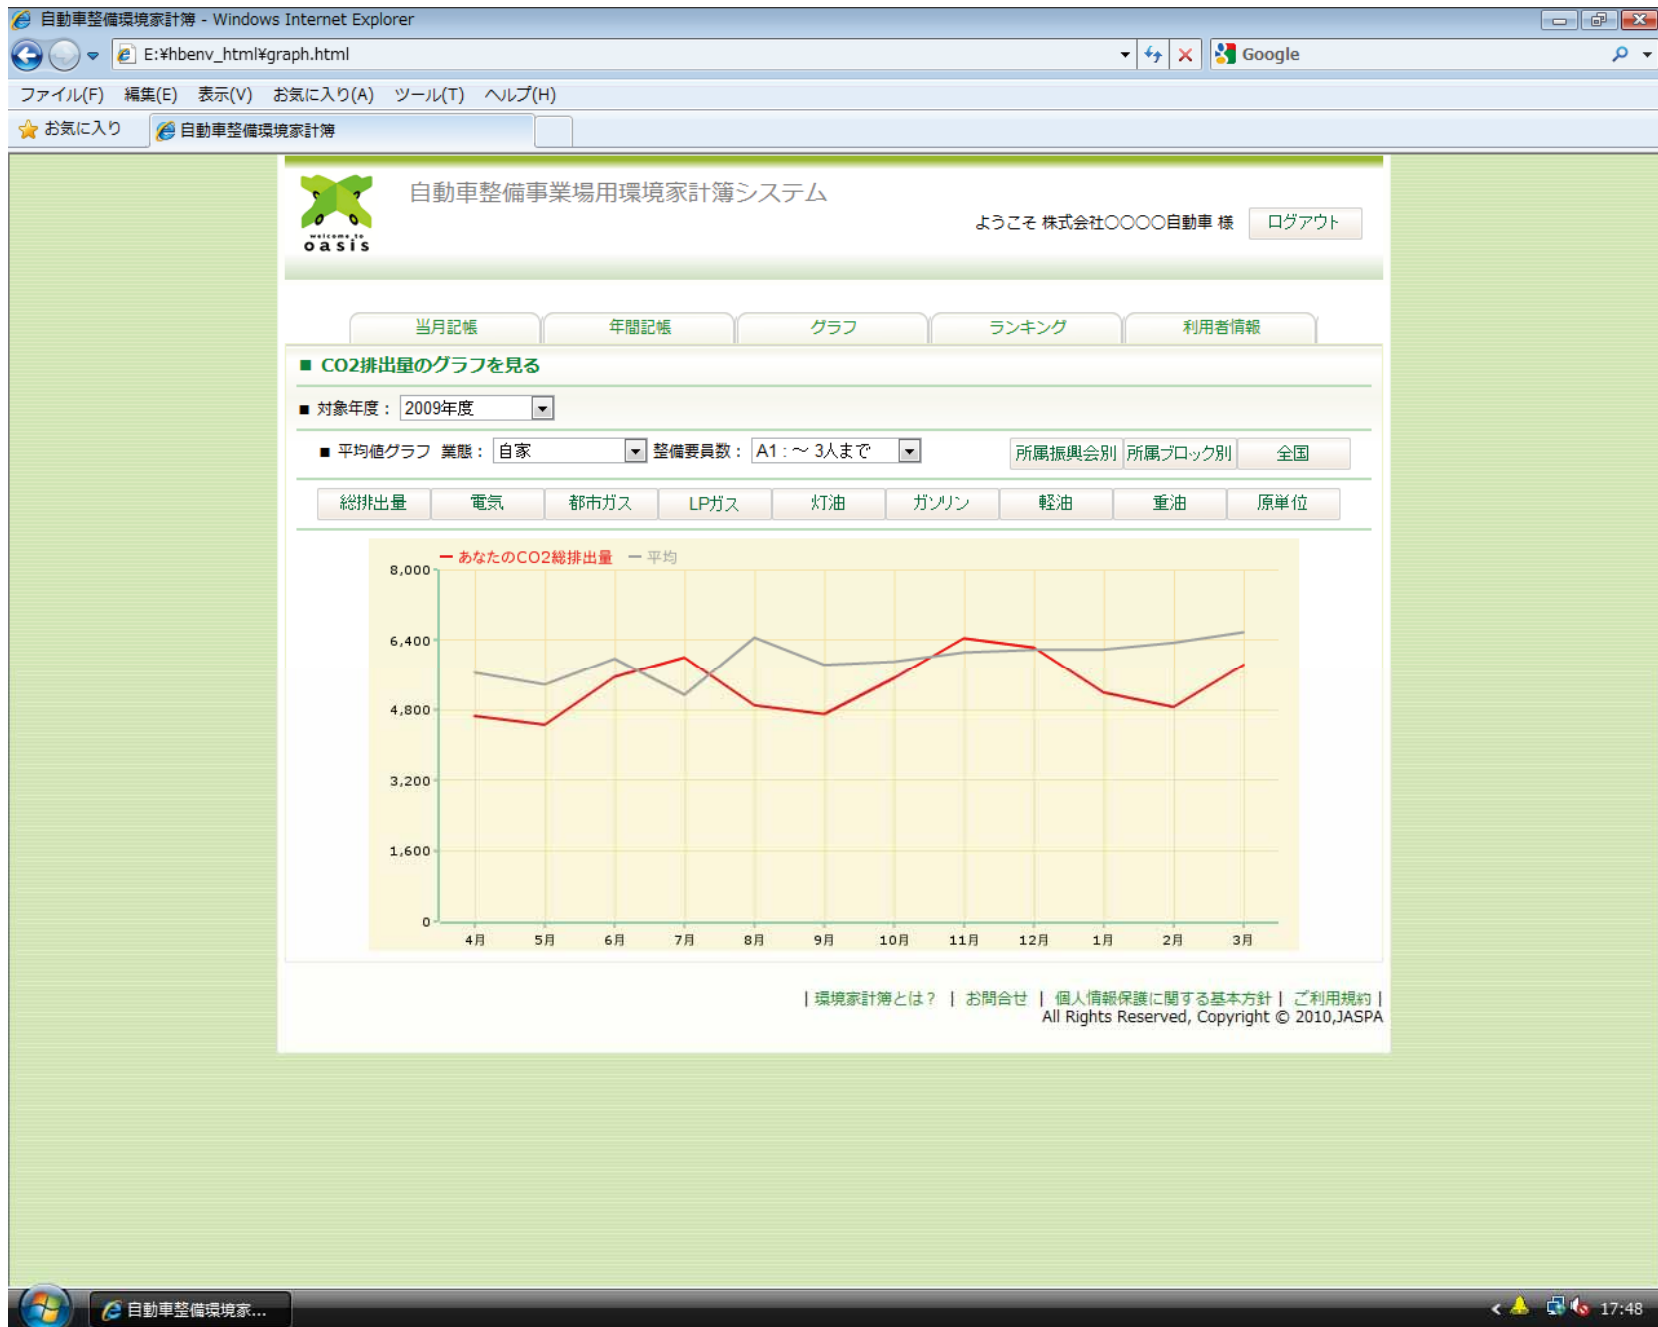 自動車整備環境家計簿 - Windows Internet Explorer
E:¥hbenv_html¥graph.html
Google
ファイル(F) 編集(E) 表示(V) お気に入り(A) ツール(T) ヘルプ(H)
お気に入り 自動車整備環境家計簿
自動車整備事業場用環境家計簿システム
welcome to
oasis
ようこそ 株式会社○○○○自動車 様 ログアウト
当月記帳 年間記帳 グラフ ランキング 利用者情報
■ CO2排出量のグラフを見る
■ 対象年度： 2009年度
■ 平均値グラフ 業態： 自家 整備要員数： A1：～ 3人まで 所属振興会別 所属ブロック別 全国
総排出量 電気 都市ガス LPガス 灯油 ガソリン 軽油 重油 原単位
あなたのCO2総排出量 平均
8,000
6,400
4,800
3,200
1,600
0
4月 5月 6月 7月 8月 9月 10月 11月 12月 1月 2月 3月
| 環境家計簿とは？ | お問合せ | 個人情報保護に関する基本方針 | ご利用規約 |
All Rights Reserved, Copyright © 2010,JASPA
自動車整備環境家...
17:48